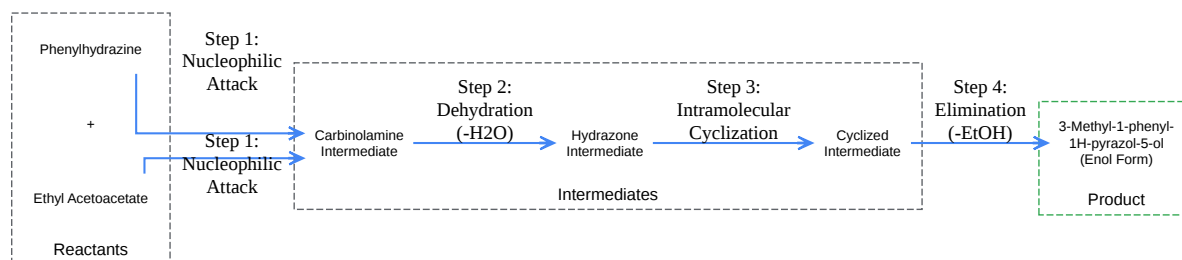 Phenylhydrazine
+
Ethyl Acetoacetate
Reactants
Step 1:
Nucleophilic
Attack
Step 1:
Nucleophilic
Attack
Carbinolamine
Intermediate
Step 2:
Dehydration
(-H2O)
Hydrazone
Intermediate
Step 3:
Intramolecular
Cyclization
Cyclized
Intermediate
Intermediates
Step 4:
Elimination
(-EtOH)
3-Methyl-1-phenyl-
1H-pyrazol-5-ol
(Enol Form)
Product